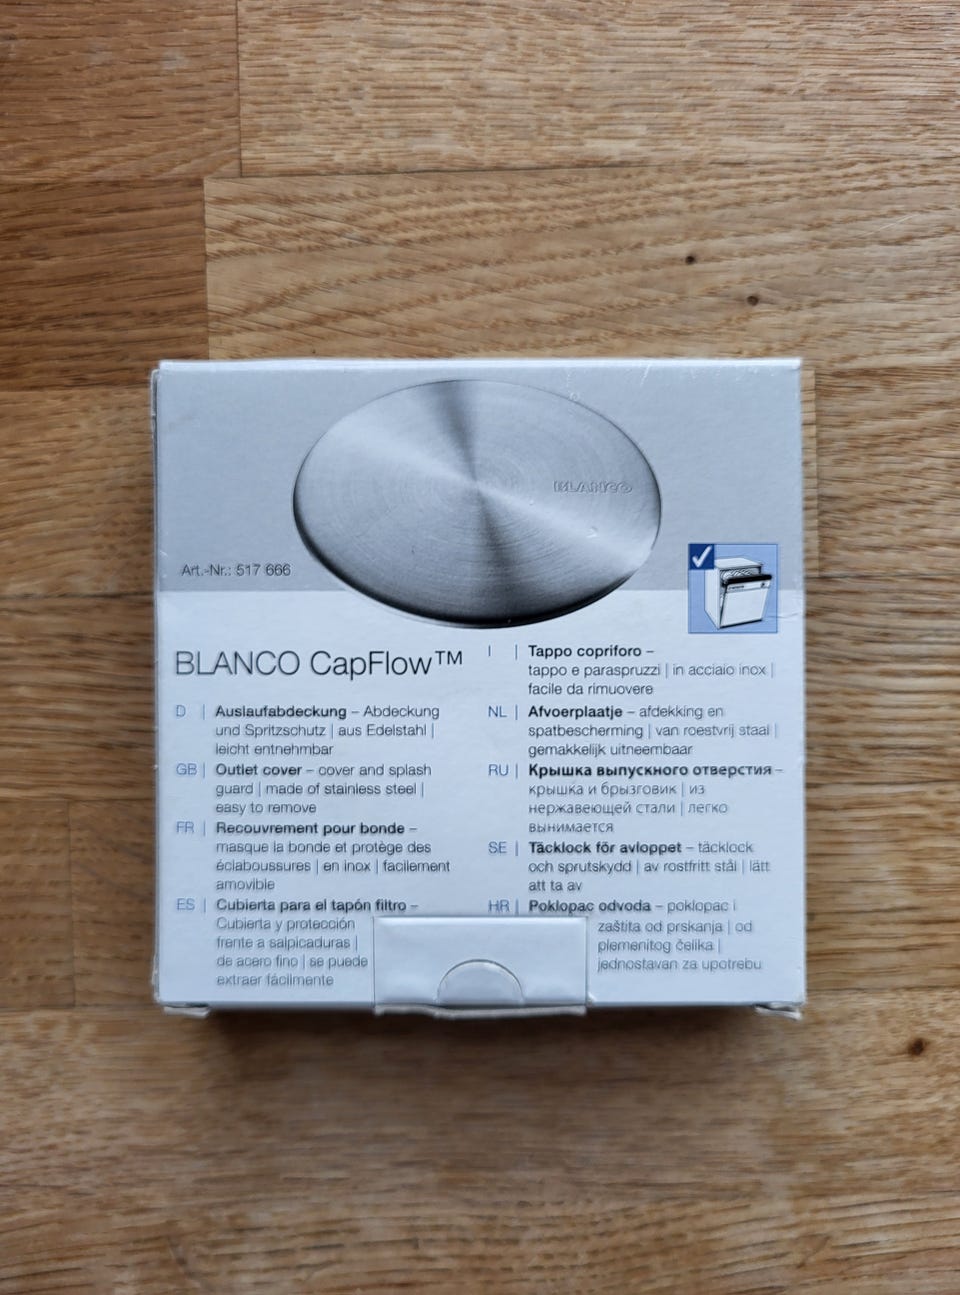 BLANCO
Art.-Nr.: 517 666
BLANCO CapFlow™
D | Auslaufabdeckung – Abdeckung
und Spritzschutz | aus Edelstahl |
leicht entnehmbar
GB | Outlet cover – cover and splash
guard | made of stainless steel |
easy to remove
FR | Recouvrement pour bonde –
masque la bonde et protège des
éclaboussures | en inox | facilement
amovible
ES | Cubierta para el tapón filtro –
Cubierta y protección
frente a salpicaduras |
de acero fino | se puede
extraer fácilmente
I | Tappo copriforo –
tappo e paraspruzzi | in acciaio inox |
facile da rimuovere
NL | Afvoerplaatje – afdekking en
spatbescherming | van roestvrij staal |
gemakkelijk uitneembaar
RU | Крышка выпускного отверстия –
крышка и брызговик | из
нержавеющей стали | легко
вынимается
SE | Täcklock för avloppet – täcklock
och sprutskydd | av rostfritt stål | lätt
att ta av
HR | Poklopac odvoda – poklopac i
zaštita od prskanja | od
plemenitog čelika |
jednostavan za upotrebu